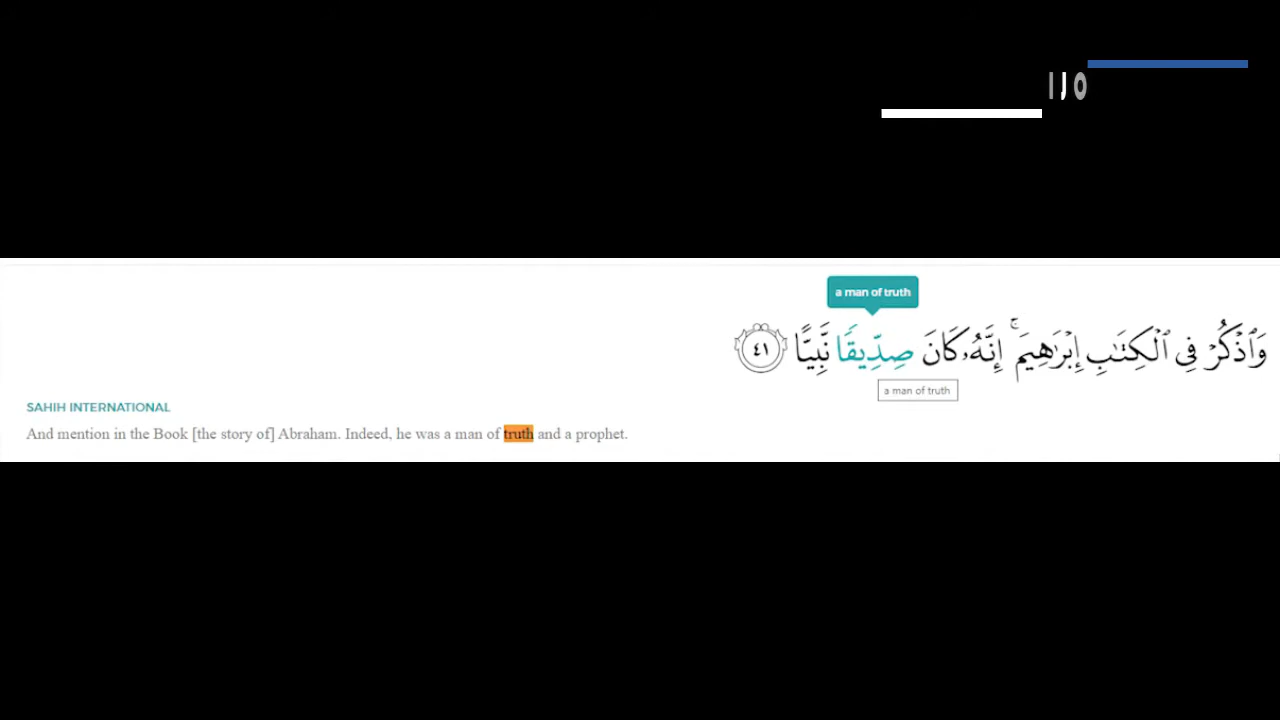 a man of truth
وَٱذْكُرْ فِى ٱلْكِتَـٰبِ إِبْرَٰهِيمَ ۚ إِنَّهُۥ كَانَ صِدِّيقًا نَّبِيًّا ٤١
a man of truth
SAHIH INTERNATIONAL
And mention in the Book [the story of] Abraham. Indeed, he was a man of truth and a prophet.